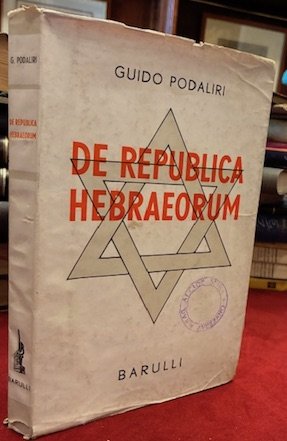 G. PODALIRI
DE REPUBLICA
HEBRAEORUM
BARULLI
GUIDO PODALIRI
DE REPUBLICA
HEBRAEORUM
BARULLI